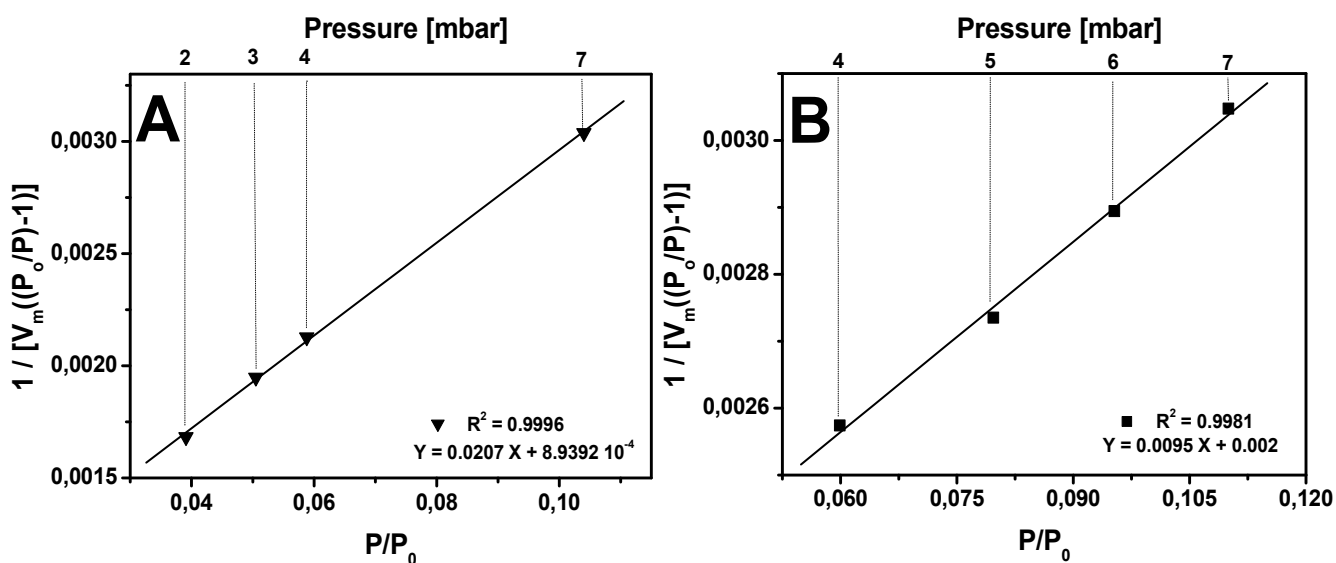 Pressure [mbar]
2 3 4 7
A
0,0030
0,0025
0,0020
0,0015
1 / [Vₘ((Pₒ/P)-1)]
R² = 0.9996
Y = 0.0207 X + 8.9392 10⁻⁴
0,04 0,06 0,08 0,10
P/P₀
Pressure [mbar]
4 5 6 7
B
0,0030
0,0028
0,0026
1 / [Vₘ((Pₒ/P)-1)]
R² = 0.9981
Y = 0.0095 X + 0.002
0,060 0,075 0,090 0,105 0,120
P/P₀